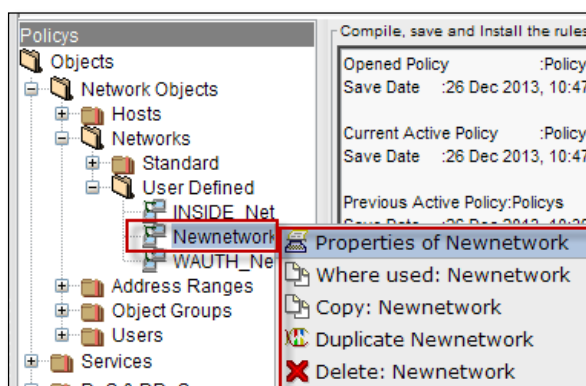 Policys
Objects
Network Objects
Hosts
Networks
Standard
User Defined
INSIDE_Net
Newnetwork
WAUTH_Ne
Address Ranges
Object Groups
Users
Services
Compile, save and Install the rules
Opened Policy :Policy
Save Date :26 Dec 2013, 10:47
Current Active Policy :Policy
Save Date :26 Dec 2013, 10:47
Previous Active Policy:Policys
Properties of Newnetwork
Where used: Newnetwork
Copy: Newnetwork
Duplicate Newnetwork
Delete: Newnetwork